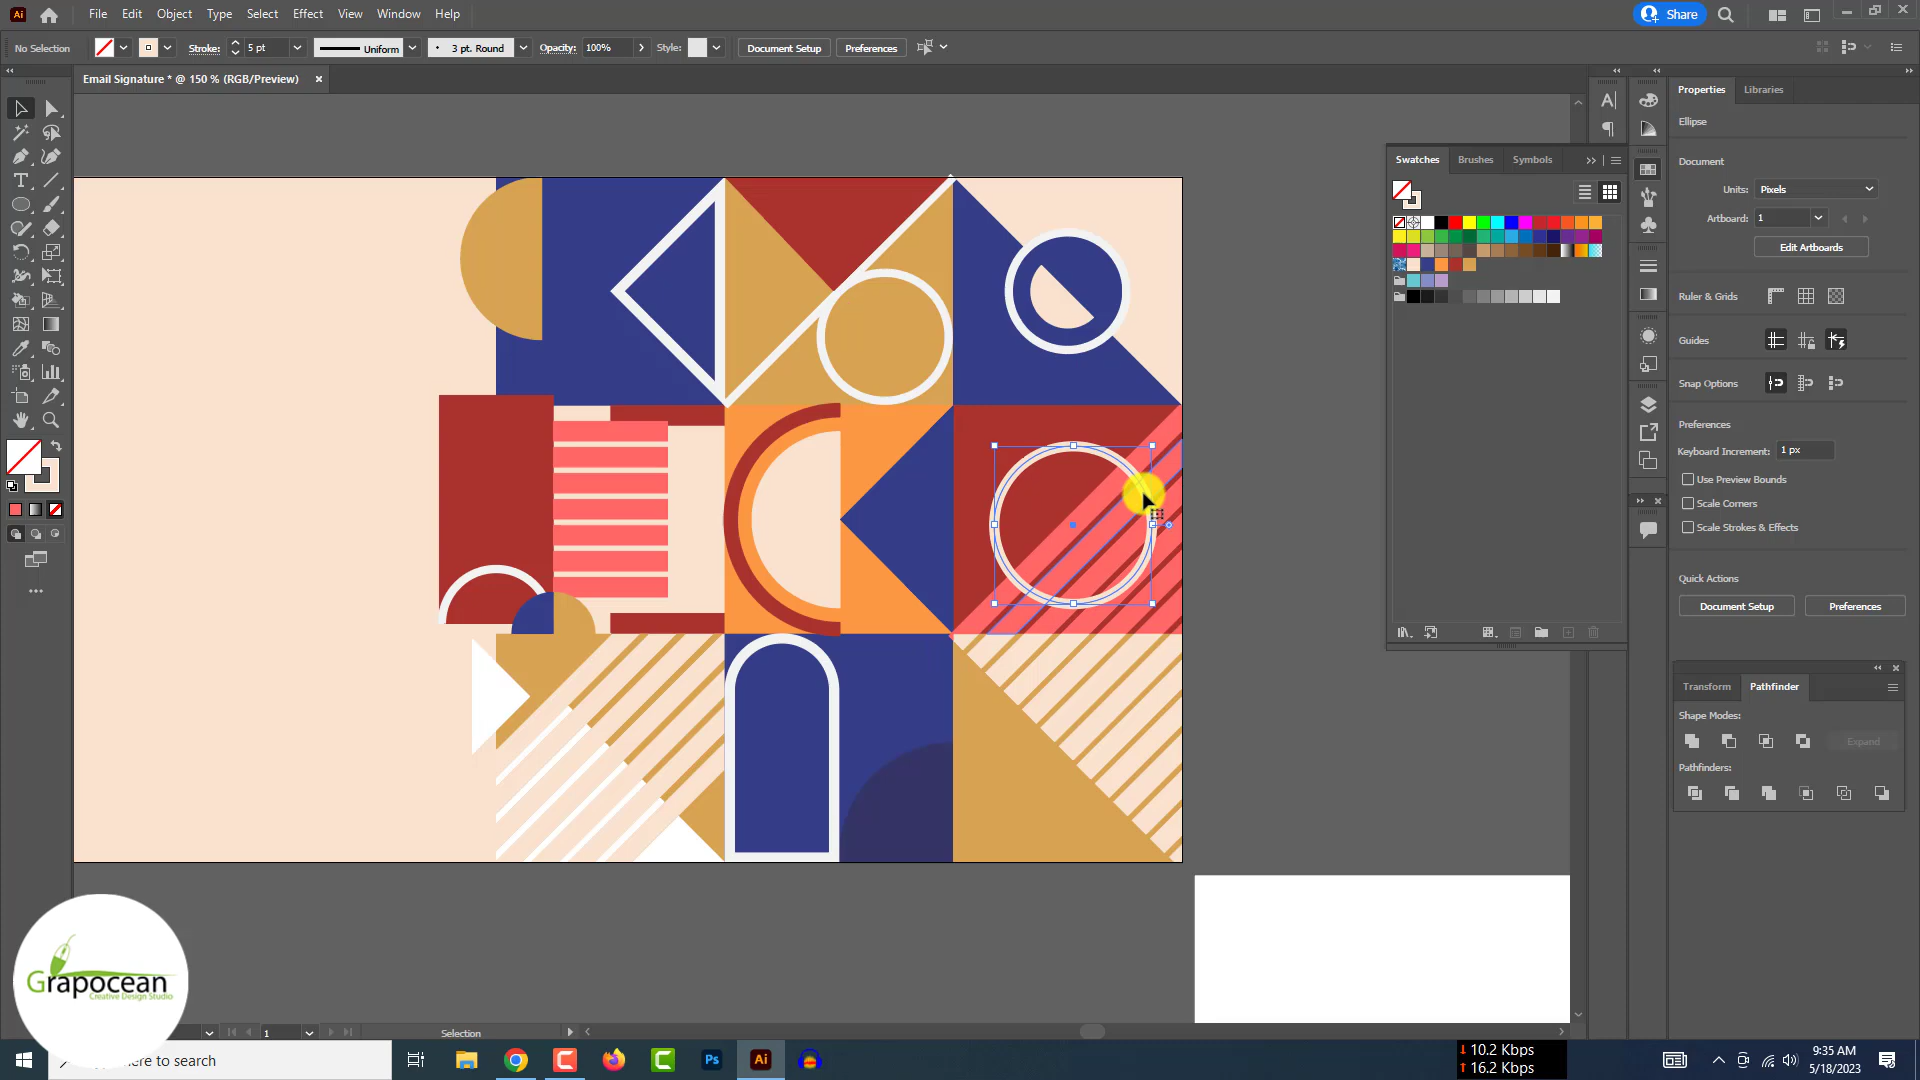 Ai File Edit Object Type Select Effect View Window Help Share
No Selection Stroke: 5 pt Uniform 3 pt. Round Opacity: 100% Style: Document Setup Preferences
Email Signature * @ 150 % (RGB/Preview) ×
Properties Libraries
Ellipse
Document
Units: Pixels
Artboard: 1
Edit Artboards
Ruler & Grids
Guides
Snap Options
Preferences
Keyboard Increment: 1 px
Use Preview Bounds
Scale Corners
Scale Strokes & Effects
Quick Actions
Document Setup Preferences
Swatches Brushes Symbols
Transform Pathfinder
Shape Modes:
Expand
Pathfinders:
Grapocean
Creative Design Studio
1 Selection
here to search
Ps Ai
10.2 Kbps
16.2 Kbps
9:35 AM
5/18/2023